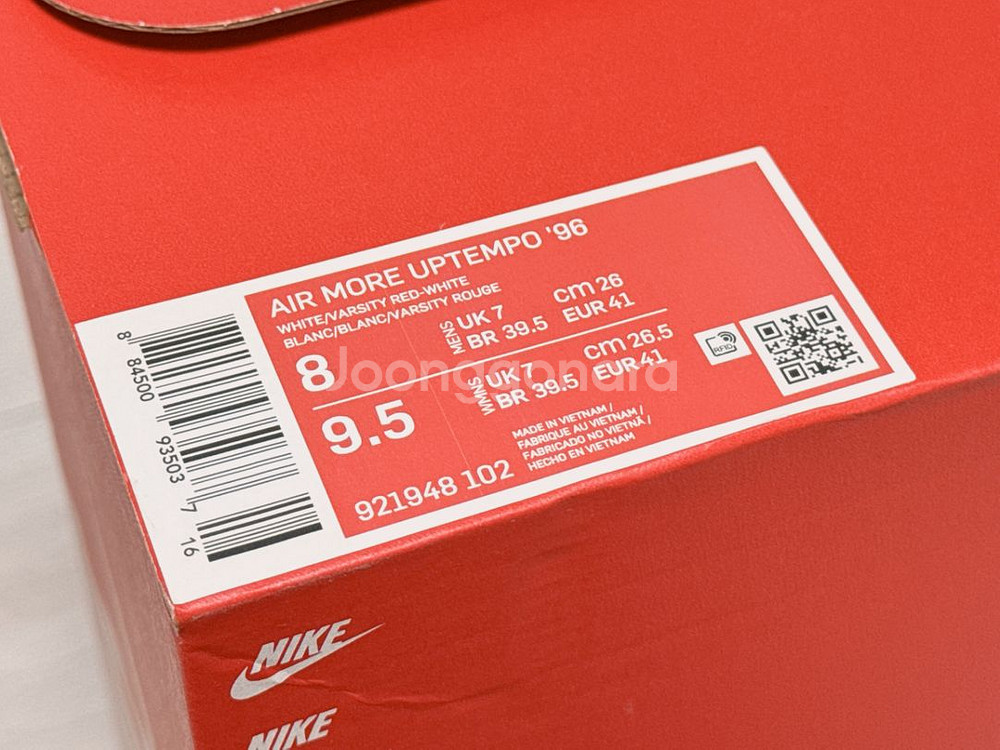 AIR MORE UPTEMPO '96
WHITE/VARSITY RED-WHITE
BLANC/BLANC/VARSITY ROUGE
8
MENS
UK 7
cm 26
BR 39.5
EUR 41
9.5
WMNS
UK 7
cm 26.5
BR 39.5
EUR 41
RFID
921948 102
MADE IN VIETNAM /
FABRIQUE AU VIETNAM /
FABRICADO NO VIETNÃ /
HECHO EN VIETNAM
8 84500 93503 7 16
Joonggonara
NIKE
NIKE